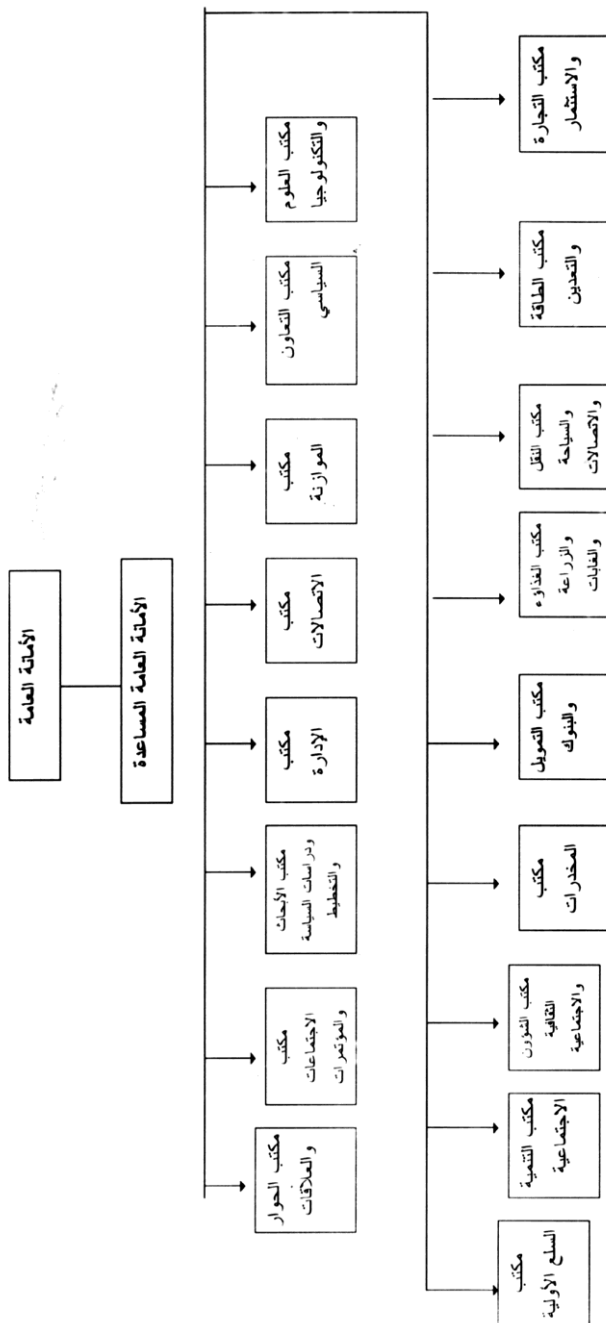 الأمانة العامة
الأمانة العامة المساعدة
مكتب العلوم
والتكنولوجيا
مكتب التعاون
السياسي
مكتب
الموازنة
مكتب
الاتصالات
مكتب
الإدارة
مكتب الأبحاث
ودراسات السياسة
والتخطيط
مكتب
الاجتماعات
والمؤتمرات
مكتب الحوار
والعلاقات
مكتب التجارة
والاستثمار
مكتب الطاقة
والتعدين
مكتب النقل
والسياحة
والاتصالات
مكتب الغذاؤه
والزراعة
والغابات
مكتب التمويل
والبنوك
مكتب
المخدرات
مكتب الشؤون
الثقافية
والاجتماعية
مكتب التنمية
الاجتماعية
مكتب
السلع الأولية